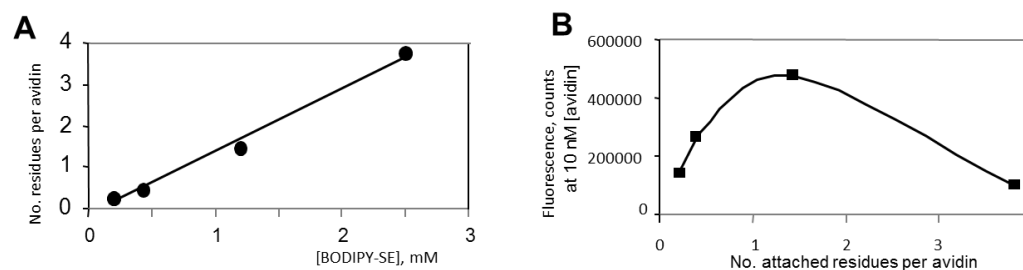 A
No. residues per avidin
4
3
2
1
0
0
1
2
3
[BODIPY-SE], mM
B
Fluorescence, counts
at 10 nM [avidin]
600000
400000
200000
0
0
1
2
3
No. attached residues per avidin